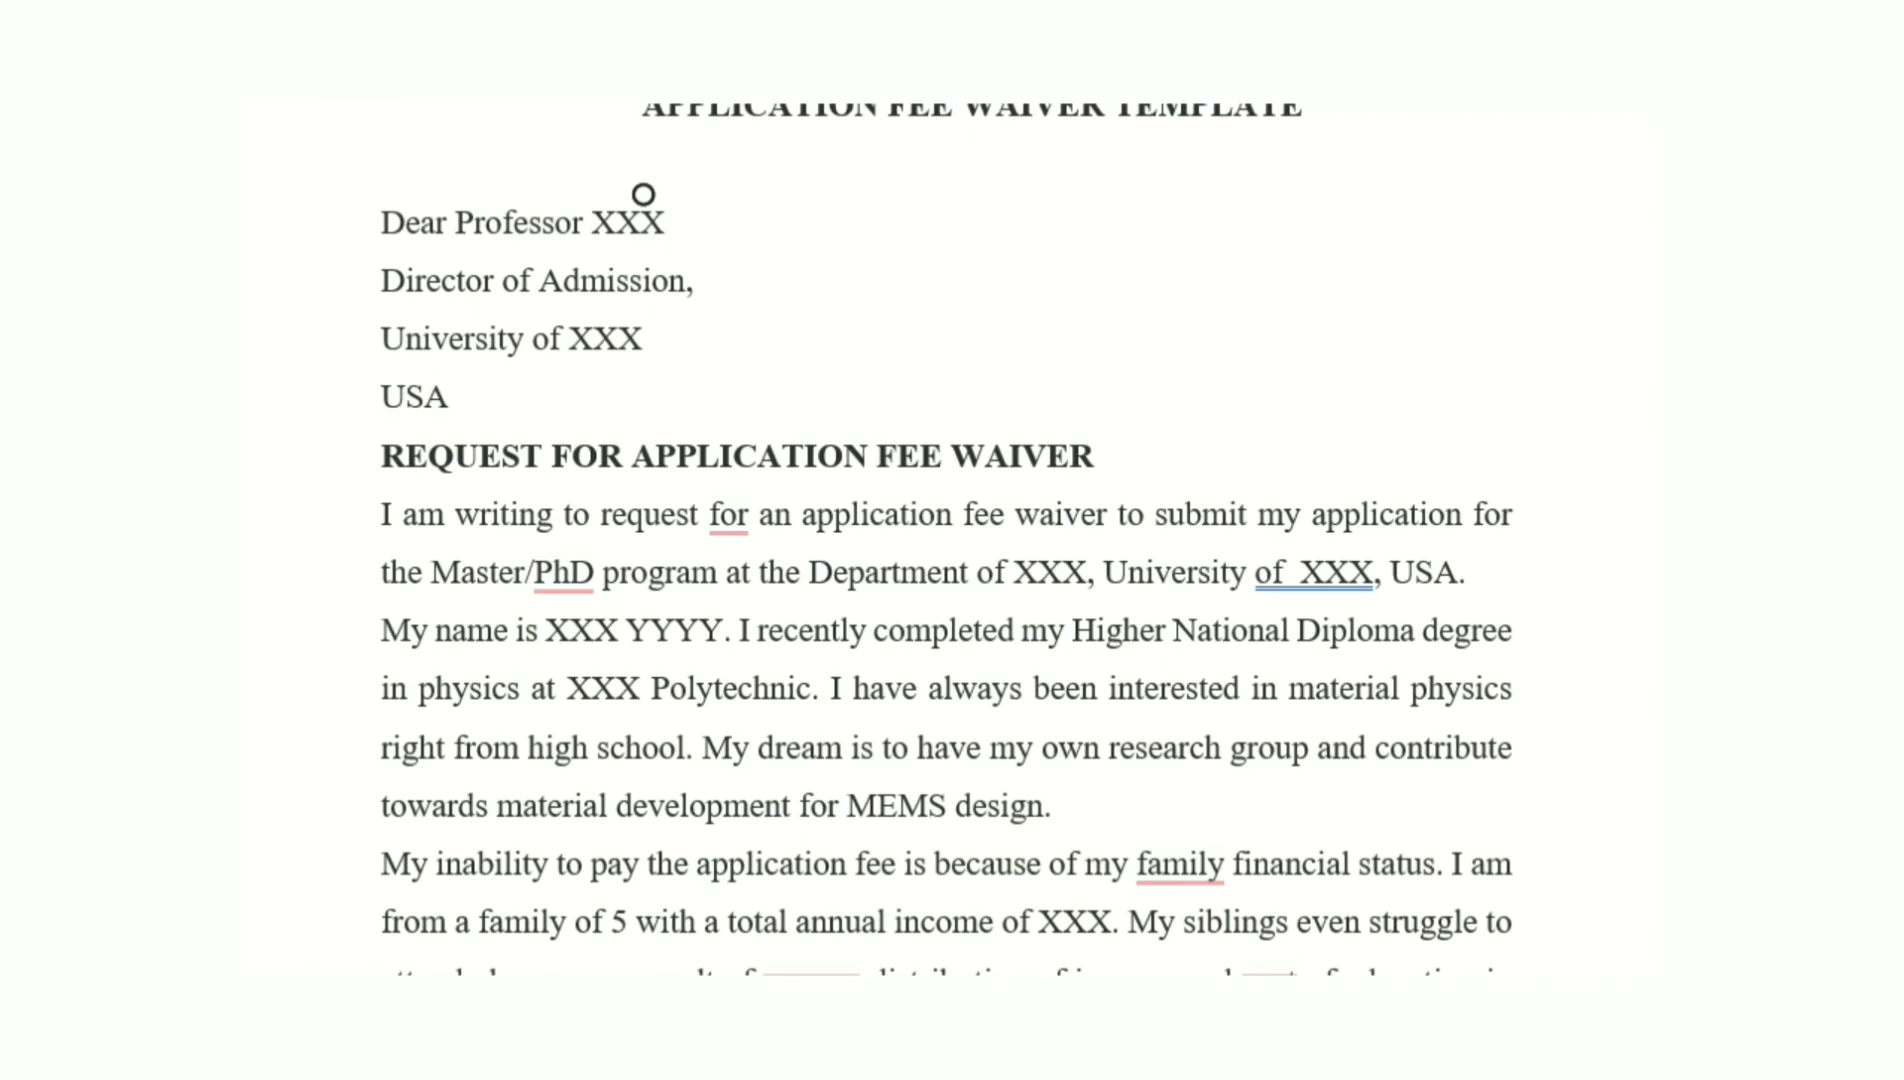 APPLICATION FEE WAIVER TEMPLATE
Dear Professor XXX
Director of Admission,
University of XXX
USA
REQUEST FOR APPLICATION FEE WAIVER
I am writing to request for an application fee waiver to submit my application for
the Master/PhD program at the Department of XXX, University of XXX, USA.
My name is XXX YYYY. I recently completed my Higher National Diploma degree
in physics at XXX Polytechnic. I have always been interested in material physics
right from high school. My dream is to have my own research group and contribute
towards material development for MEMS design.
My inability to pay the application fee is because of my family financial status. I am
from a family of 5 with a total annual income of XXX. My siblings even struggle to